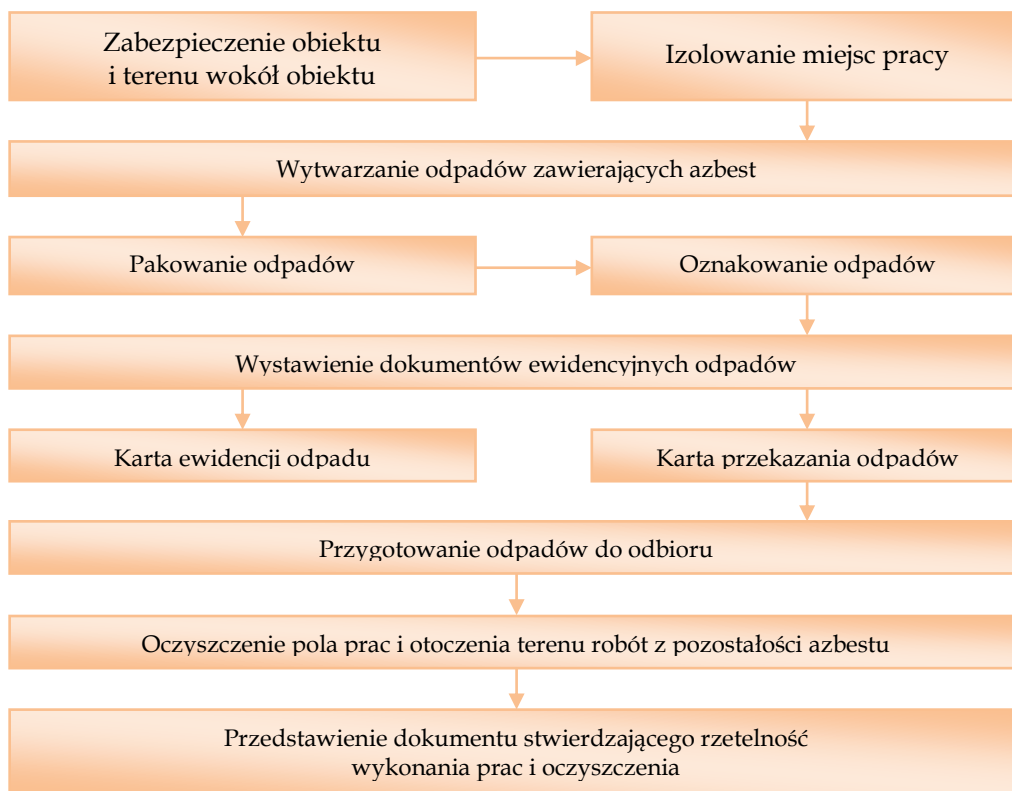 Zabezpieczenie obiektu
i terenu wokół obiektu
Izolowanie miejsc pracy
Wytwarzanie odpadów zawierających azbest
Pakowanie odpadów
Oznakowanie odpadów
Wystawienie dokumentów ewidencyjnych odpadów
Karta ewidencji odpadu
Karta przekazania odpadów
Przygotowanie odpadów do odbioru
Oczyszczenie pola prac i otoczenia terenu robót z pozostałości azbestu
Przedstawienie dokumentu stwierdzającego rzetelność
wykonania prac i oczyszczenia